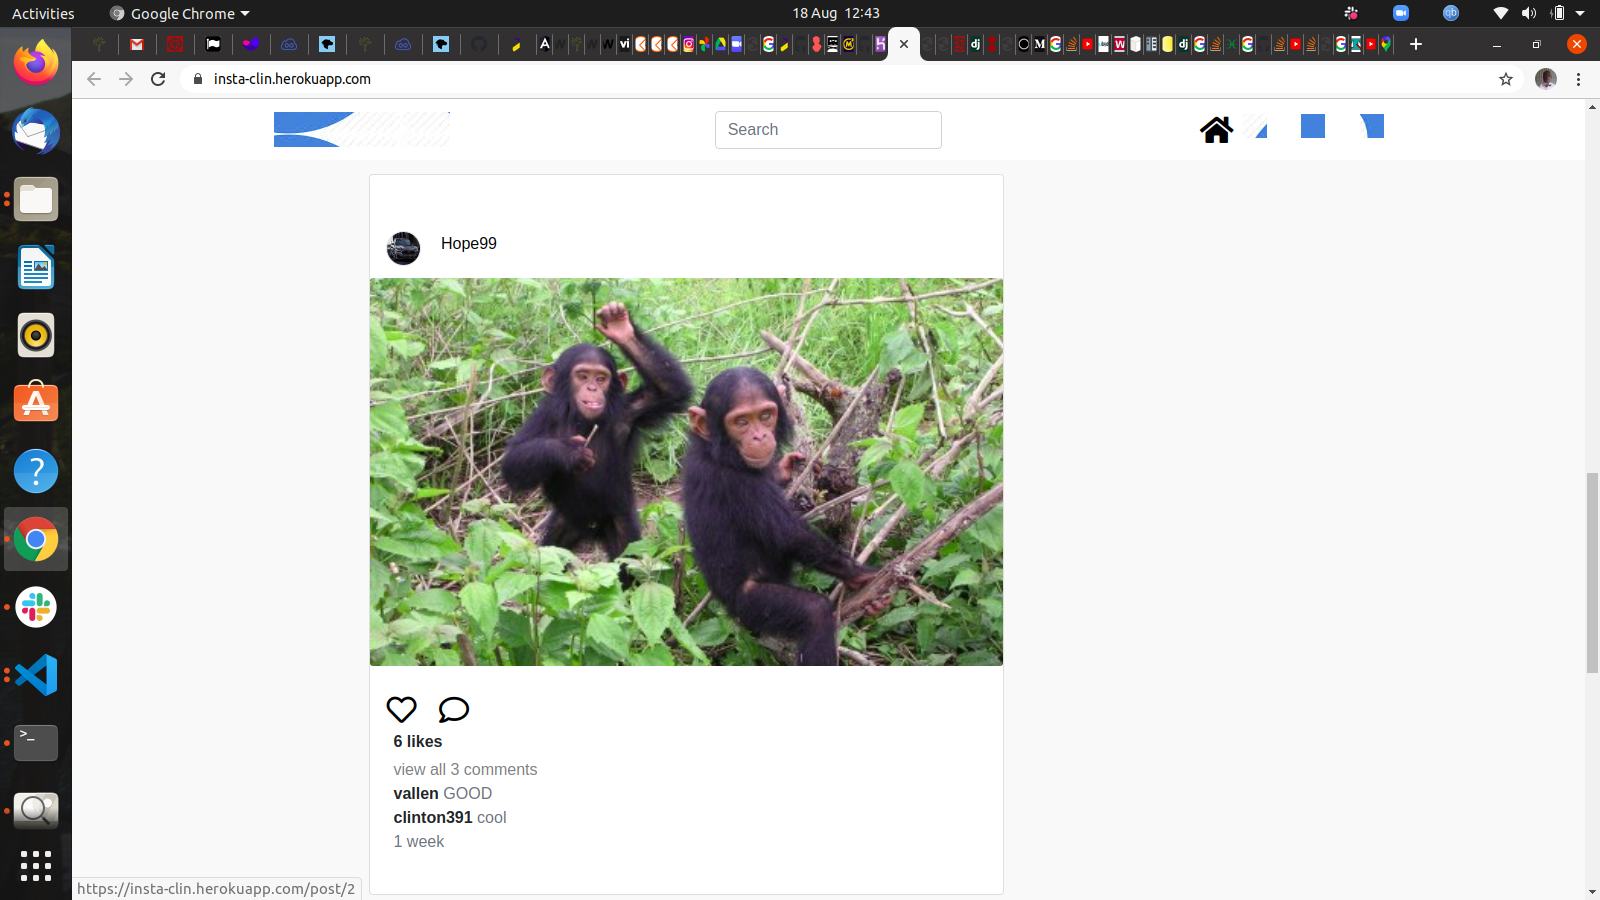 Activities Google Chrome 18 Aug 12:43
insta-clin.herokuapp.com
Search
Hope99
6 likes
view all 3 comments
vallen GOOD
clinton391 cool
1 week
https://insta-clin.herokuapp.com/post/2